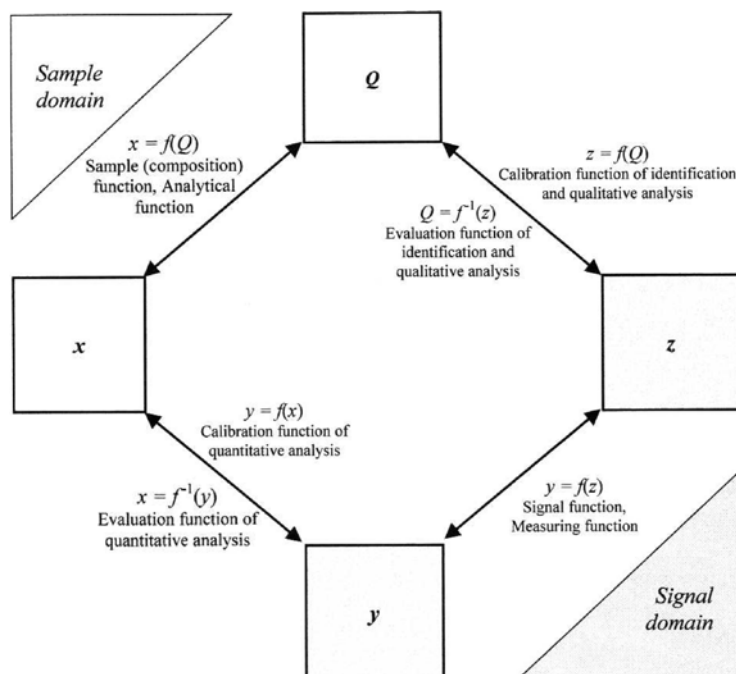 Sample
domain
Q
x = f(Q)
Sample (composition)
function, Analytical
function
z = f(Q)
Calibration function of identification
and qualitative analysis
Q = f⁻¹(z)
Evaluation function of
identification and
qualitative analysis
x
z
y = f(x)
Calibration function of
quantitative analysis
x = f⁻¹(y)
Evaluation function of
quantitative analysis
y = f(z)
Signal function,
Measuring function
y
Signal
domain